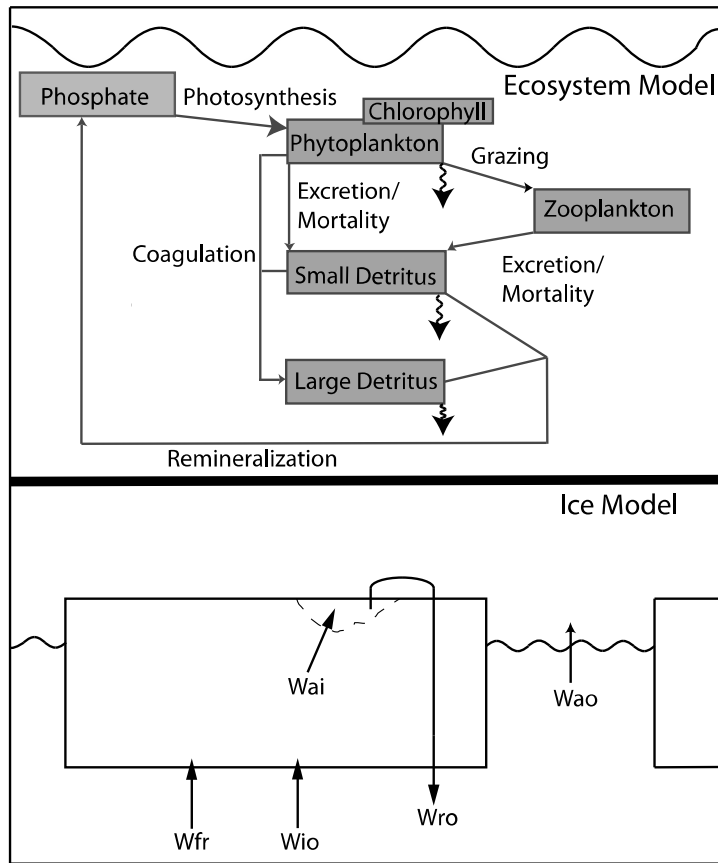 Ecosystem Model
Phosphate
Photosynthesis
Chlorophyll
Phytoplankton
Grazing
Excretion/
Mortality
Zooplankton
Coagulation
Small Detritus
Excretion/
Mortality
Large Detritus
Remineralization
Ice Model
Wai
Wao
Wfr
Wio
Wro